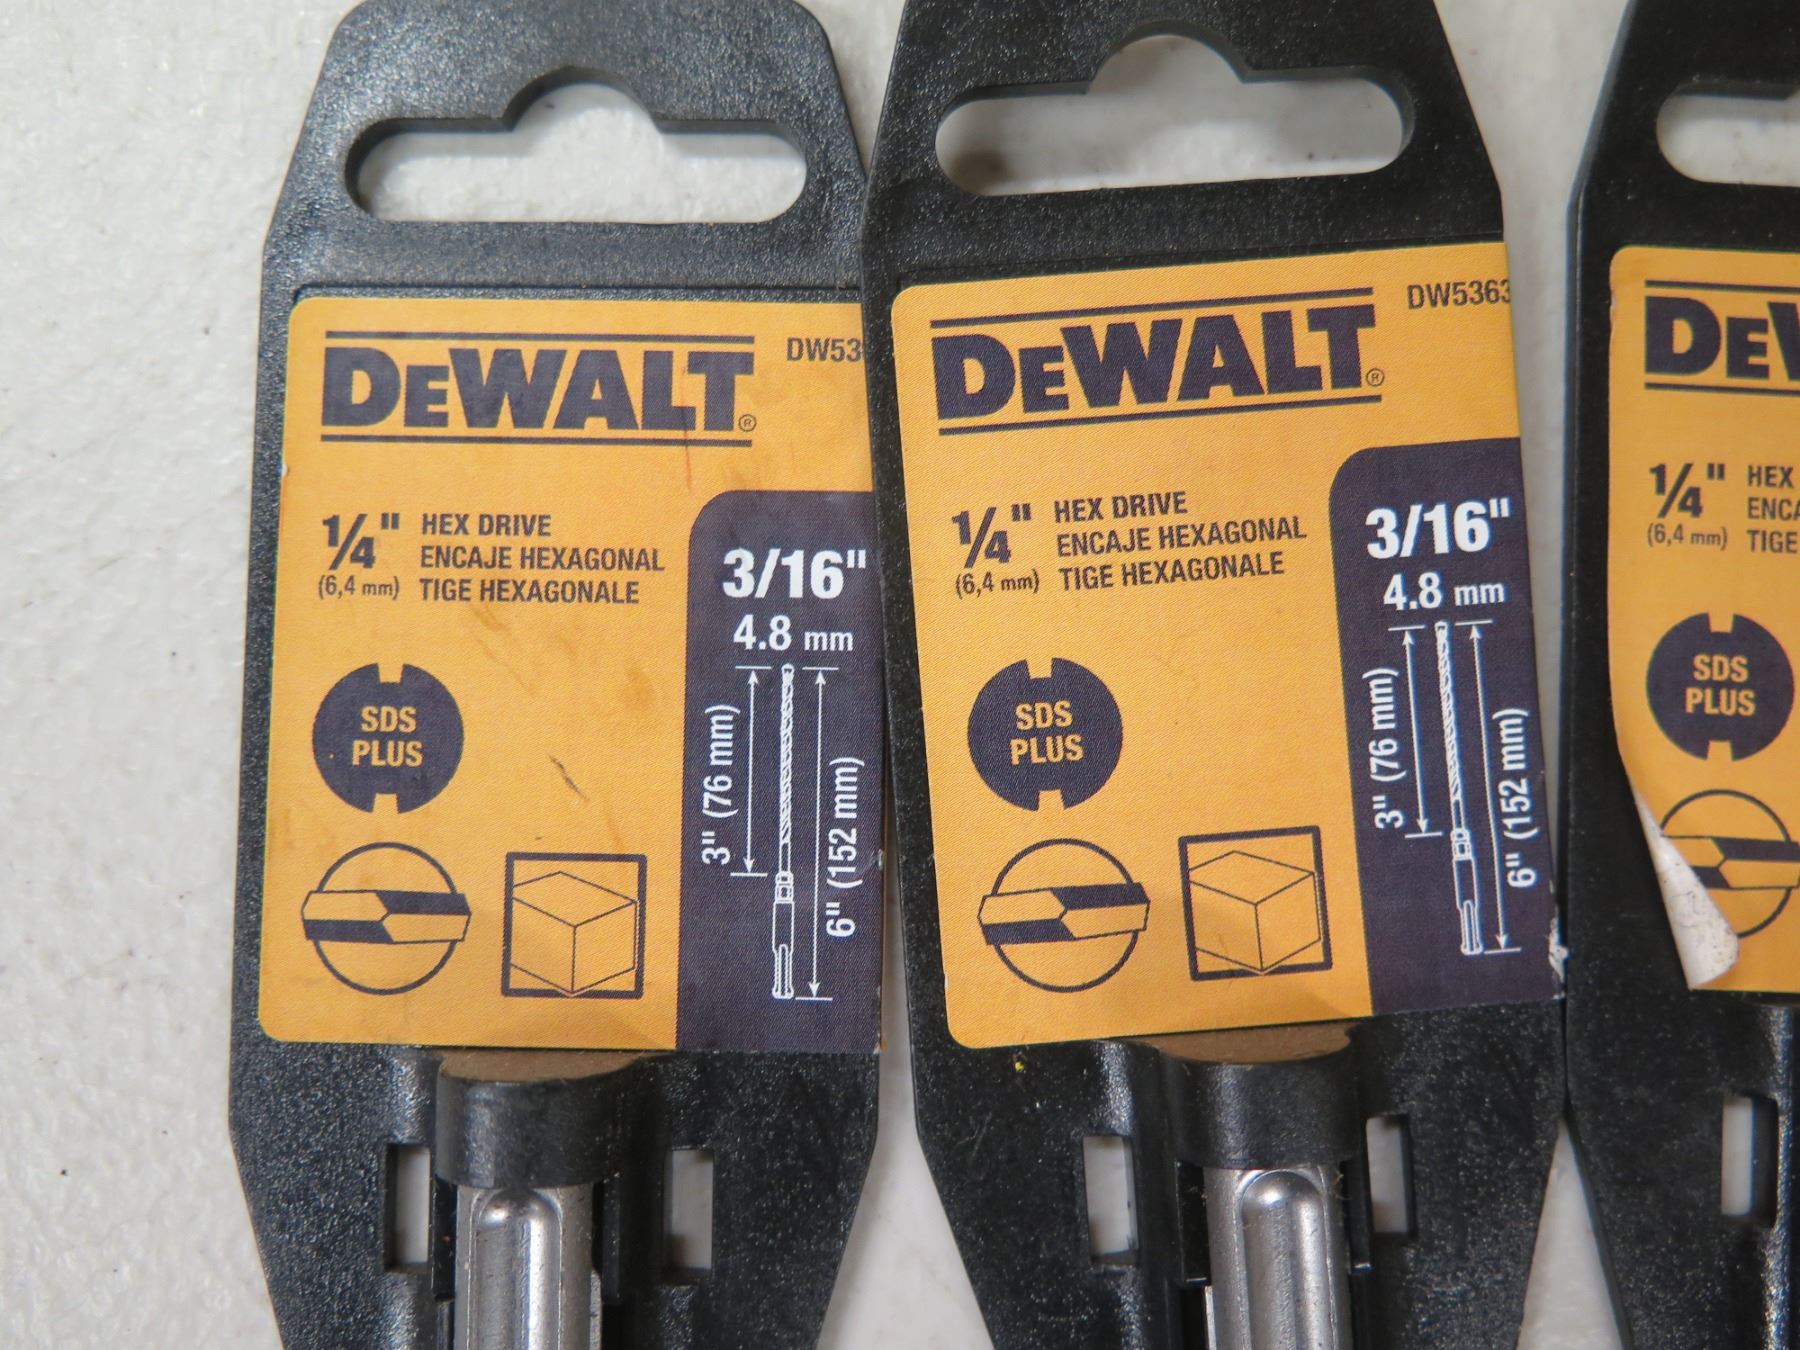 DEWALT®
DW53
1/4" HEX DRIVE
(6,4 mm) ENCAJE HEXAGONAL
TIGE HEXAGONALE
3/16"
4.8 mm
SDS
PLUS
3" (76 mm)
6" (152 mm)
DEWALT®
DW5363
1/4" HEX DRIVE
(6,4 mm) ENCAJE HEXAGONAL
TIGE HEXAGONALE
3/16"
4.8 mm
SDS
PLUS
3" (76 mm)
6" (152 mm)
DE
1/4" HEX
(6,4 mm) ENCA
TIGE
SDS
PLUS